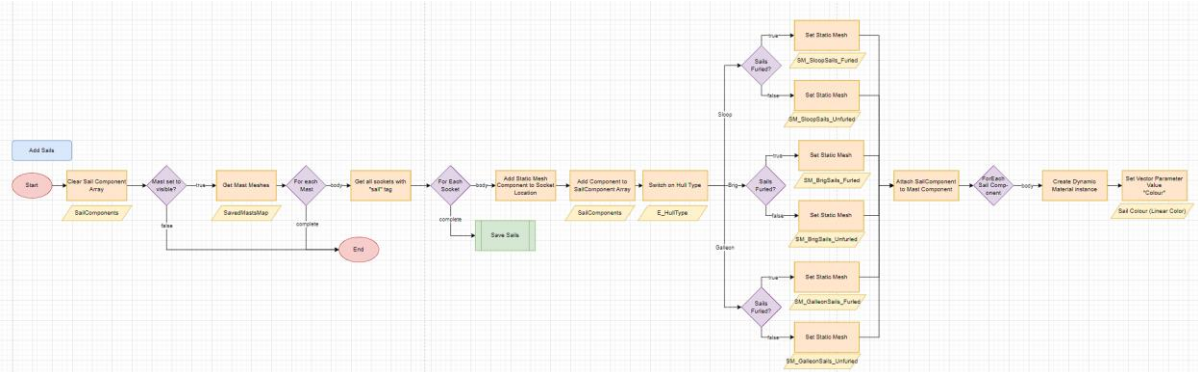 Add Sails
Start
Clear Sail Component
Array
SailComponents
Mast set to
visible?
true
false
Get Mast Meshes
SavedMastsMap
For each
Mast
body
complete
End
Get all sockets with
"sail" tag
For Each
Socket
body
complete
Save Sails
Add Static Mesh
Component to Socket
Location
Add Component to
SailComponent Array
SailComponents
Switch on Hull Type
E_HullType
Sloop
Brig
Galleon
Sails
Furled?
true
false
Set Static Mesh
SM_SloopSails_Furled
Set Static Mesh
SM_SloopSails_Unfurled
Sails
Furled?
true
false
Set Static Mesh
SM_BrigSails_Furled
Set Static Mesh
SM_BrigSails_Unfurled
Sails
Furled?
true
false
Set Static Mesh
SM_GalleonSails_Furled
Set Static Mesh
SM_GalleonSails_Unfurled
Attach SailComponent
to Mast Component
ForEach
Sail Compo-
nent
body
Create Dynamic
Material instance
Set Vector Parameter
Value
"Colour"
Sail Colour (Linear Color)